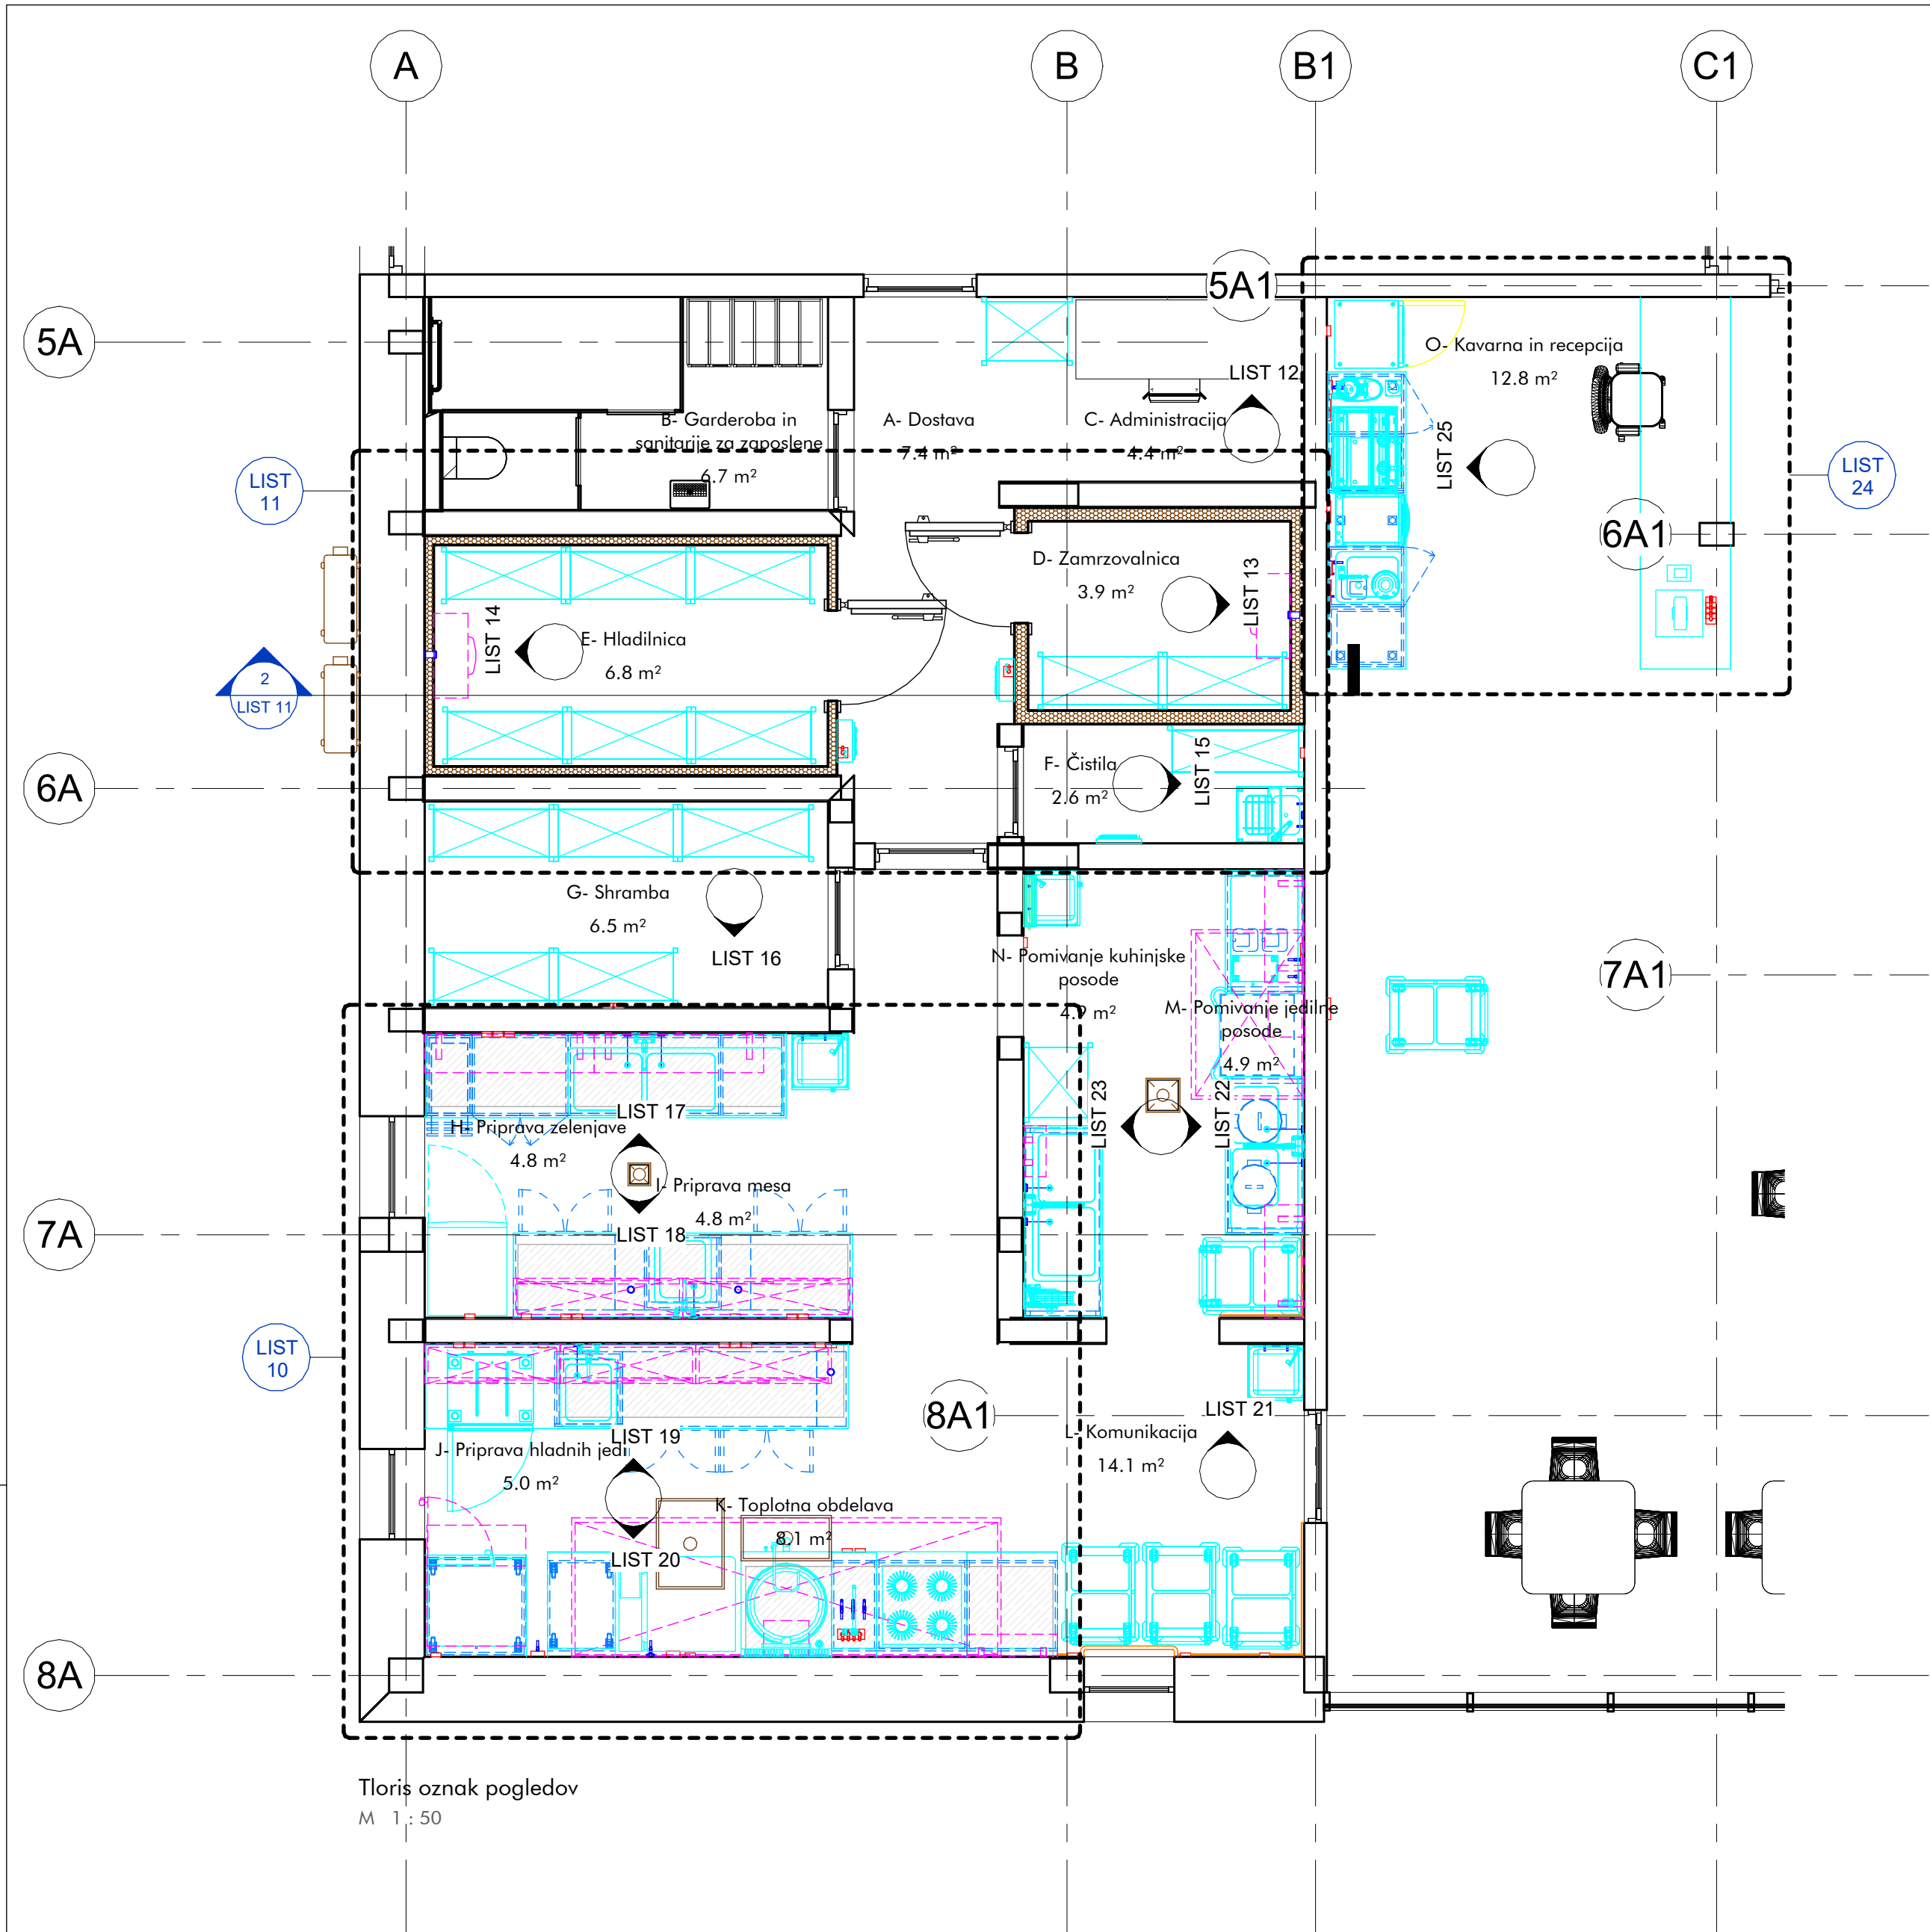 A
B
B1
C1
5A1
5A
O- Kavarna in recepcija
12.8 m²
LIST 12
B- Garderoba in
sanitarije za zaposlene
6.7 m²
A- Dostava
7.4 m²
C- Administracija
4.4 m²
LIST 25
LIST
11
LIST
24
6A1
D- Zamrzovalnica
3.9 m²
LIST 13
LIST 14
E- Hladilnica
6.8 m²
2
LIST 11
F- Čistila
2.6 m²
LIST 15
6A
G- Shramba
6.5 m²
LIST 16
N- Pomivanje kuhinjske
posode
4.9 m²
7A1
M- Pomivanje jedilne
posode
4.9 m²
LIST 17
H- Priprava zelenjave
4.8 m²
LIST 23
LIST 22
I- Priprava mesa
4.8 m²
LIST 18
7A
LIST
10
8A1
LIST 21
L- Komunikacija
14.1 m²
LIST 19
J- Priprava hladnih jedi
5.0 m²
K- Toplotna obdelava
8.1 m²
LIST 20
8A
Tloris oznak pogledov
M 1 : 50